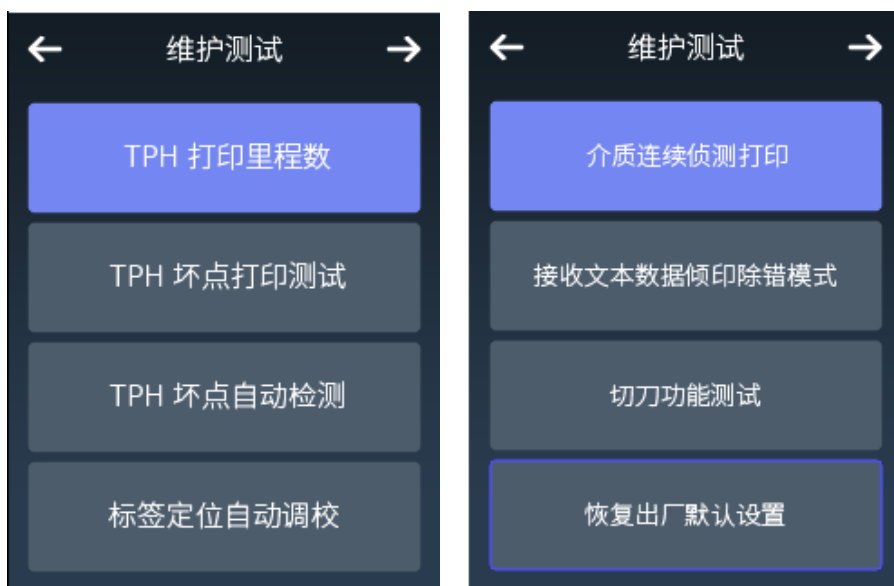 维护测试
TPH 打印里程数
TPH 坏点打印测试
TPH 坏点自动检测
标签定位自动调校
维护测试
介质连续侦测打印
接收文本数据倾印除错模式
切刀功能测试
恢复出厂默认设置